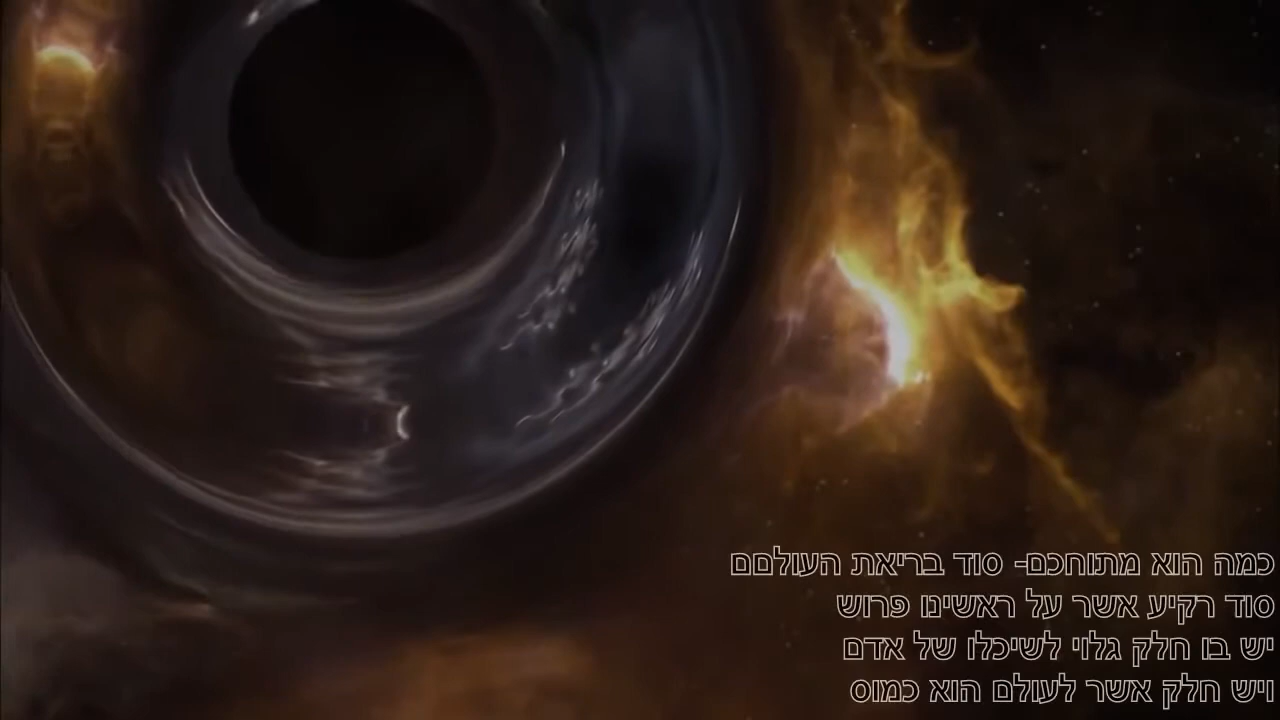 כמה הוא מתוחכם- סוד בריאת העולםם
סוד רקיע אשר על ראשינו פרוש
יש בו חלק גלוי לשיכלו של אדם
ויש חלק אשר לעולם הוא כמוס